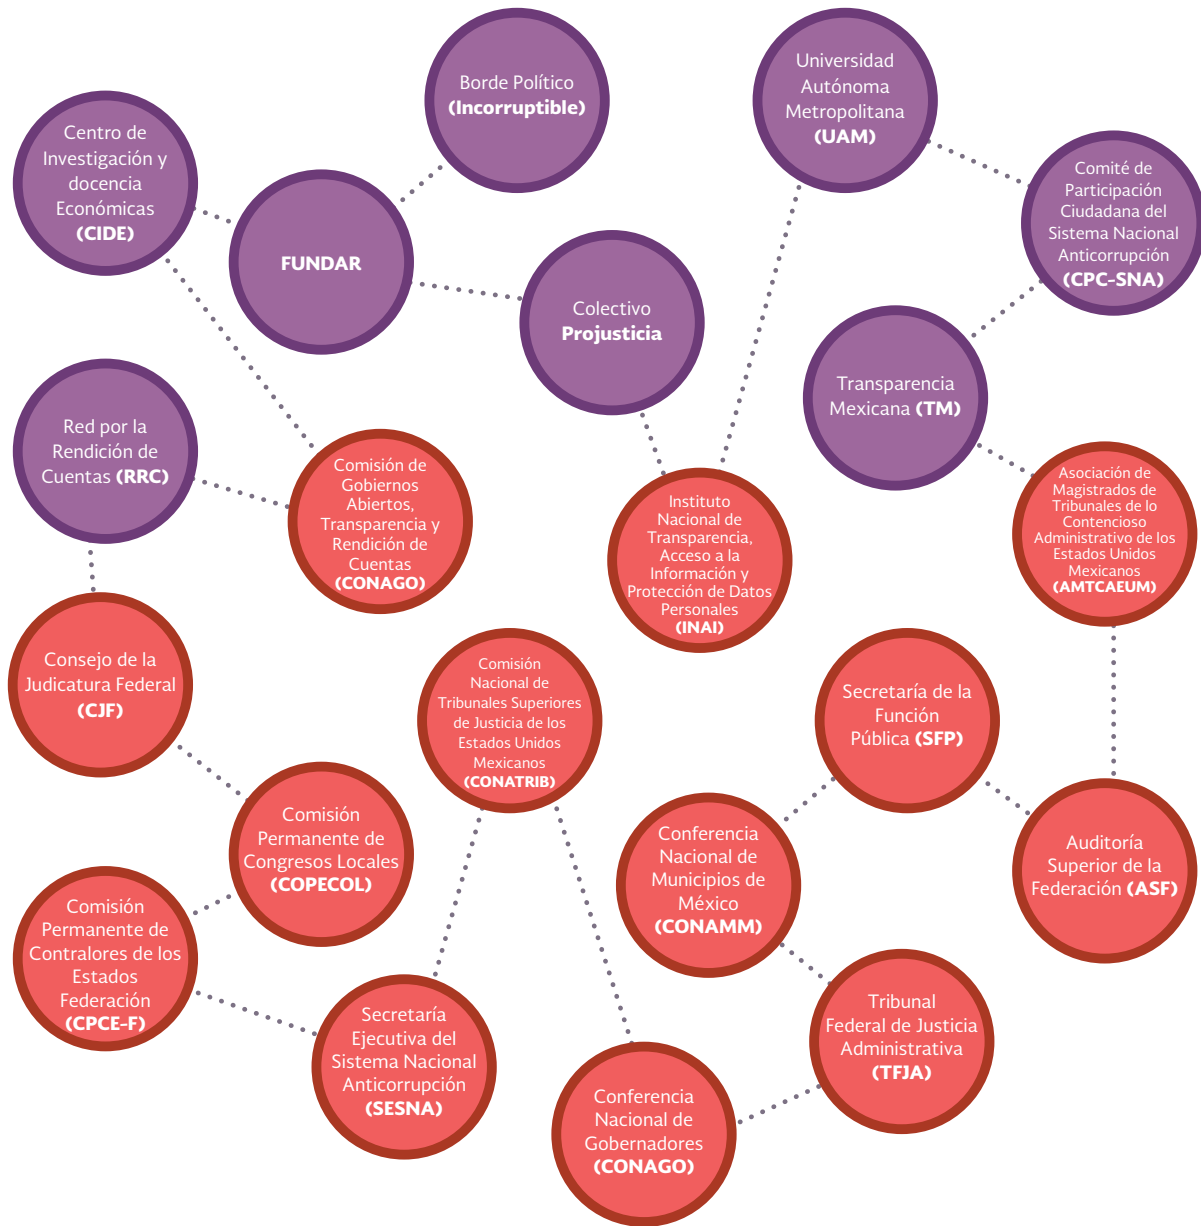 Borde Político
(Incorruptible)
Universidad
Autónoma
Metropolitana
(UAM)
Centro de
Investigación y
docencia
Económicas
(CIDE)
Comité de
Participación
Ciudadana del
Sistema Nacional
Anticorrupción
(CPC-SNA)
FUNDAR
Colectivo
Projusticia
Transparencia
Mexicana (TM)
Red por la
Rendición de
Cuentas (RRC)
Comisión de
Gobiernos
Abiertos,
Transparencia y
Rendición de
Cuentas
(CONAGO)
Instituto
Nacional de
Transparencia,
Acceso a la
Información y
Protección de Datos
Personales
(INAI)
Asociación de
Magistrados de
Tribunales de lo
Contencioso
Administrativo de los
Estados Unidos
Mexicanos
(AMTCAEUM)
Consejo de la
Judicatura Federal
(CJF)
Comisión
Nacional de
Tribunales Superiores
de Justicia de los
Estados Unidos
Mexicanos
(CONATRIB)
Secretaría de la
Función
Pública (SFP)
Comisión
Permanente de
Congresos Locales
(COPECOL)
Conferencia
Nacional de
Municipios de
México
(CONAMM)
Auditoría
Superior de la
Federación (ASF)
Comisión
Permanente de
Contralores de los
Estados
Federación
(CPCE-F)
Secretaría
Ejecutiva del
Sistema Nacional
Anticorrupción
(SESNA)
Tribunal
Federal de Justicia
Administrativa
(TFJA)
Conferencia
Nacional de
Gobernadores
(CONAGO)